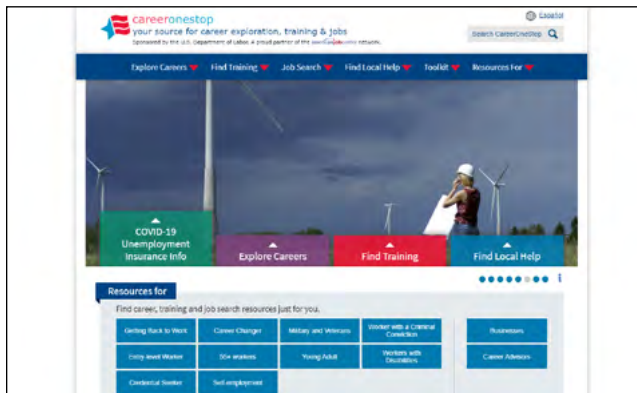 careeronestop
Español
your source for career exploration, training & jobs
Search CareerOneStop
Sponsored by the U.S. Department of Labor. A proud partner of the americanjobcenter network.
Explore Careers Find Training Job Search Find Local Help Toolkit Resources For
COVID-19
Unemployment
Insurance Info
Explore Careers
Find Training
Find Local Help
Resources for
Find career, training and job search resources just for you.
Getting Back to Work
Career Changer
Military and Veterans
Worker with a Criminal
Conviction
Businesses
Entry-level Worker
55+ workers
Young Adult
Workers with
Disabilities
Career Advisors
Credential Seeker
Self-employment